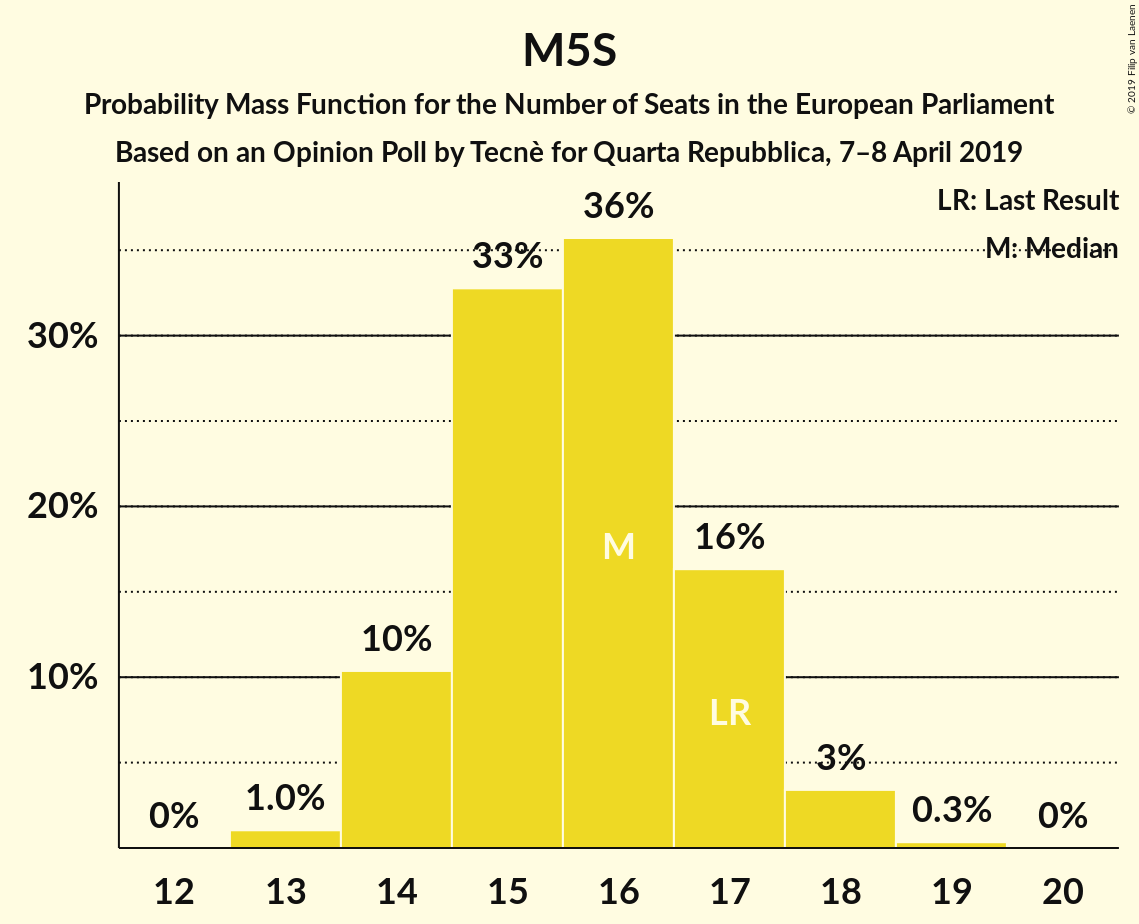 M5S
Probability Mass Function for the Number of Seats in the European Parliament
Based on an Opinion Poll by Tecnè for Quarta Repubblica, 7–8 April 2019
© 2019 Filip van Laenen
LR: Last Result
M: Median
30%
20%
10%
0%
1.0%
10%
33%
36%
16%
3%
0.3%
0%
M
LR
12 13 14 15 16 17 18 19 20